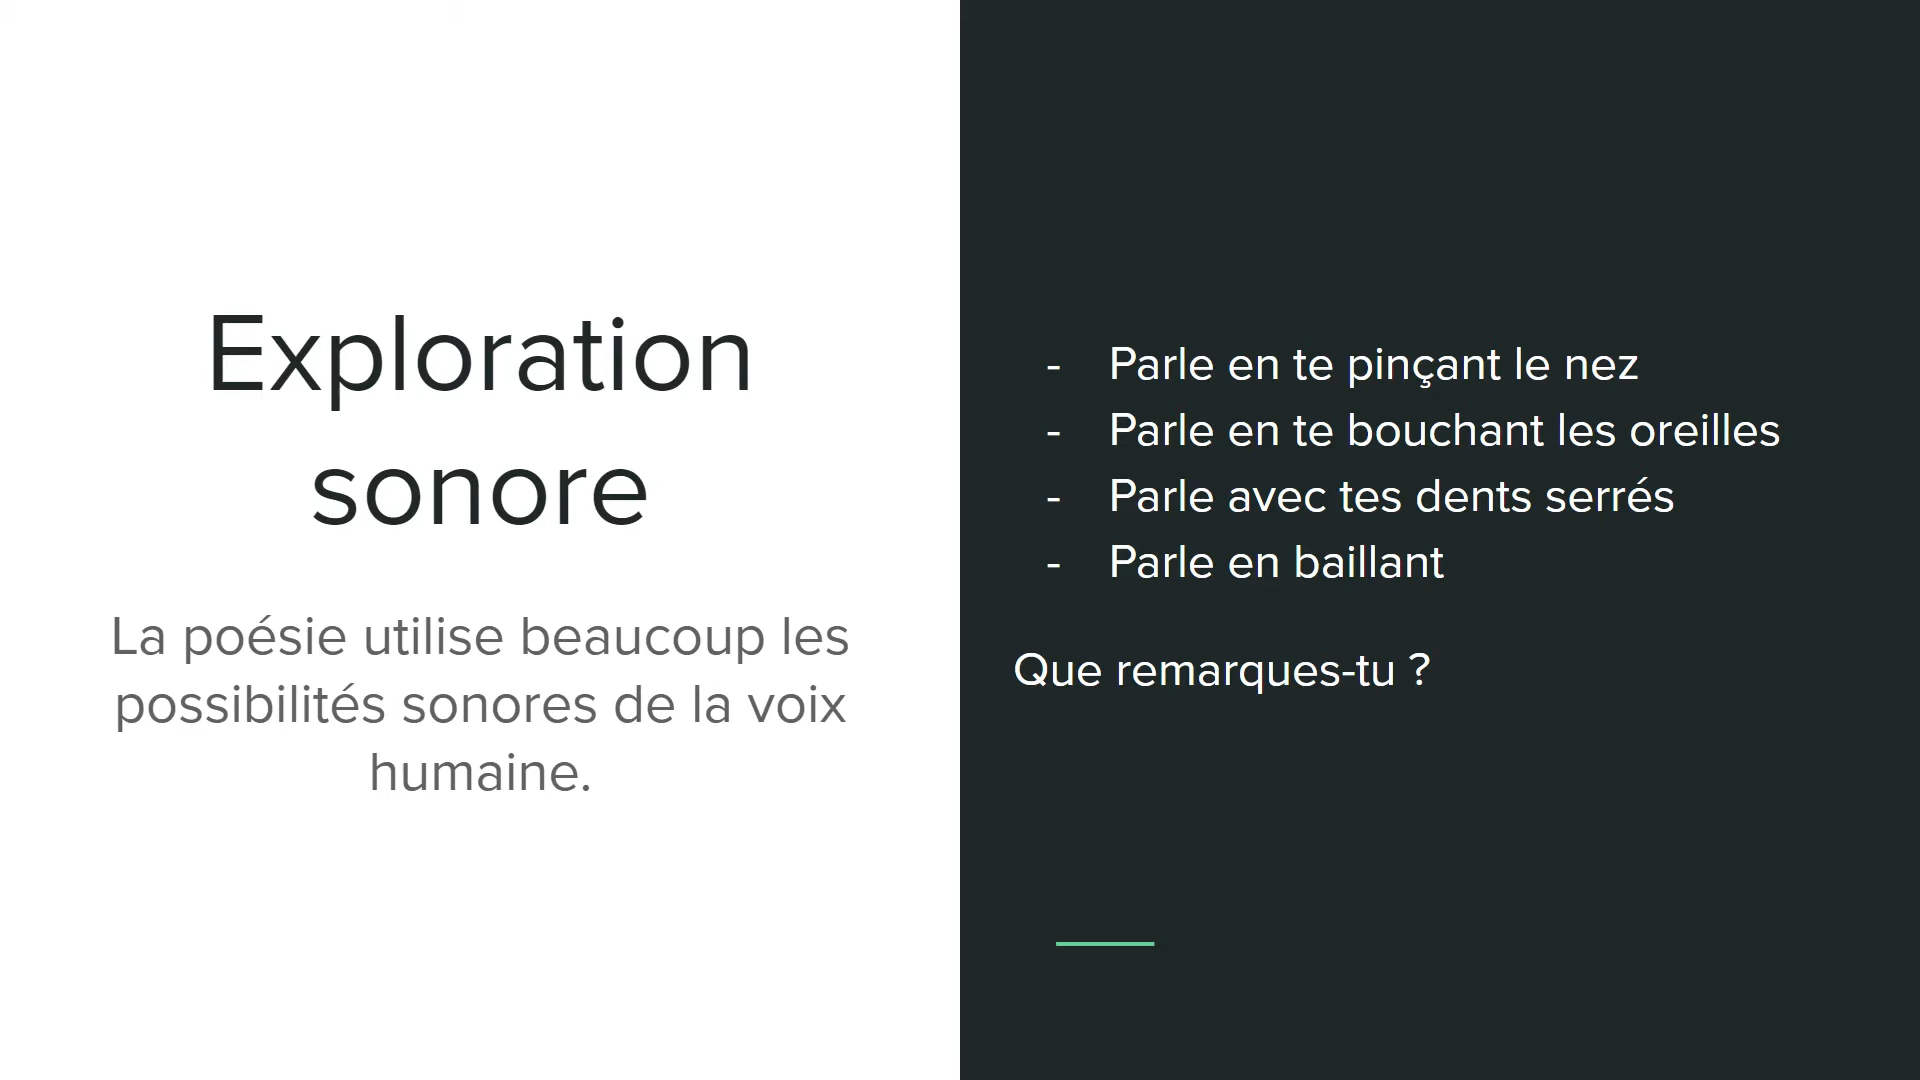 Exploration
sonore
La poésie utilise beaucoup les
possibilités sonores de la voix
humaine.
- Parle en te pinçant le nez
- Parle en te bouchant les oreilles
- Parle avec tes dents serrés
- Parle en baillant
Que remarques-tu ?